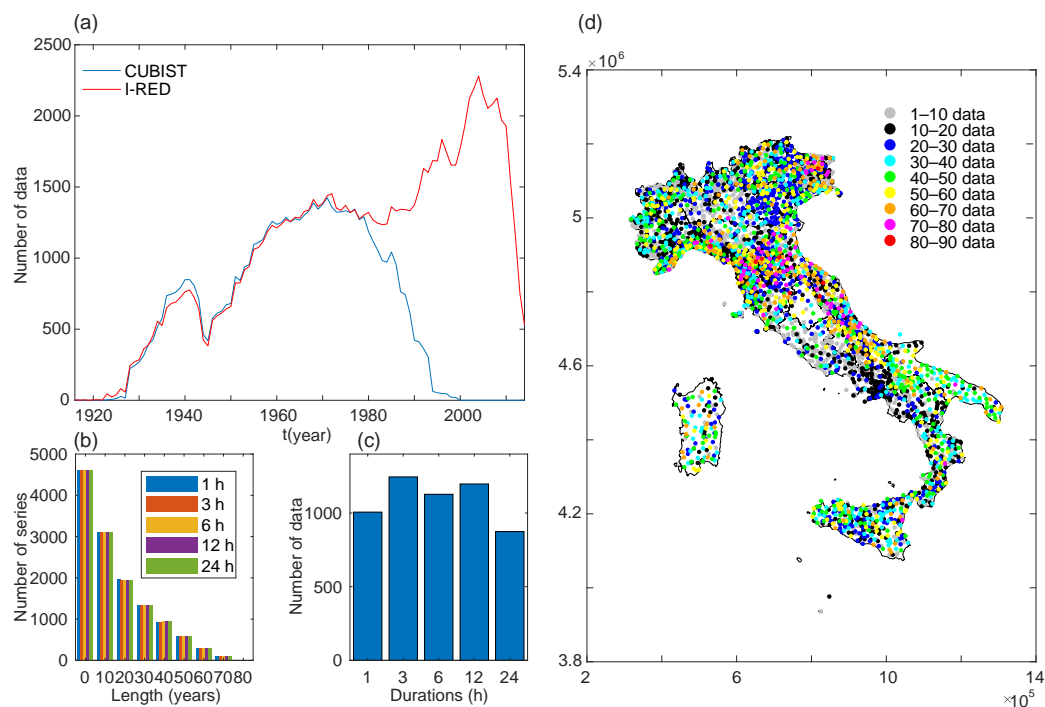 (a)
2500
2000
1500
1000
500
0
Number of data
CUBIST
I-RED
1920
1940
1960
1980
2000
t(year)
(b)
5000
4000
3000
2000
1000
0
Number of series
1 h
3 h
6 h
12 h
24 h
0
10
20
30
40
50
60
70
80
Length (years)
(c)
1000
500
0
Number of data
1
3
6
12
24
Durations (h)
(d)
×10⁶
5.4
5
4.6
4.2
3.8
1–10 data
10–20 data
20–30 data
30–40 data
40–50 data
50–60 data
60–70 data
70–80 data
80–90 data
2
6
8
10
12
14
×10⁵